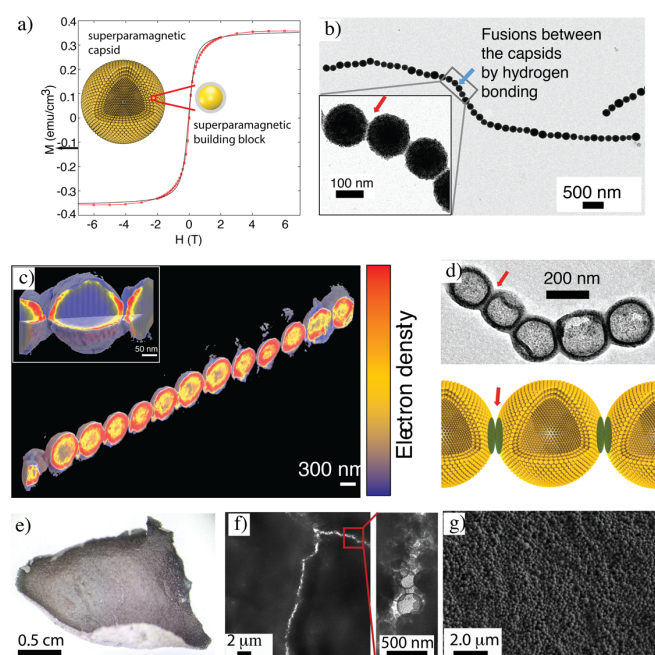 a)
superparamagnetic
capsid
superparamagnetic
building block
M (emu/cm³)
0.4
0.3
0.2
0.1
0
-0.1
-0.2
-0.3
0.4
-6 -4 -2 0 2 4 6
H (T)
b)
Fusions between
the capsids
by hydrogen
bonding
100 nm
500 nm
c)
50 nm
300 nm
Electron density
d)
200 nm
e)
0.5 cm
f)
2 μm
500 nm
g)
2.0 μm